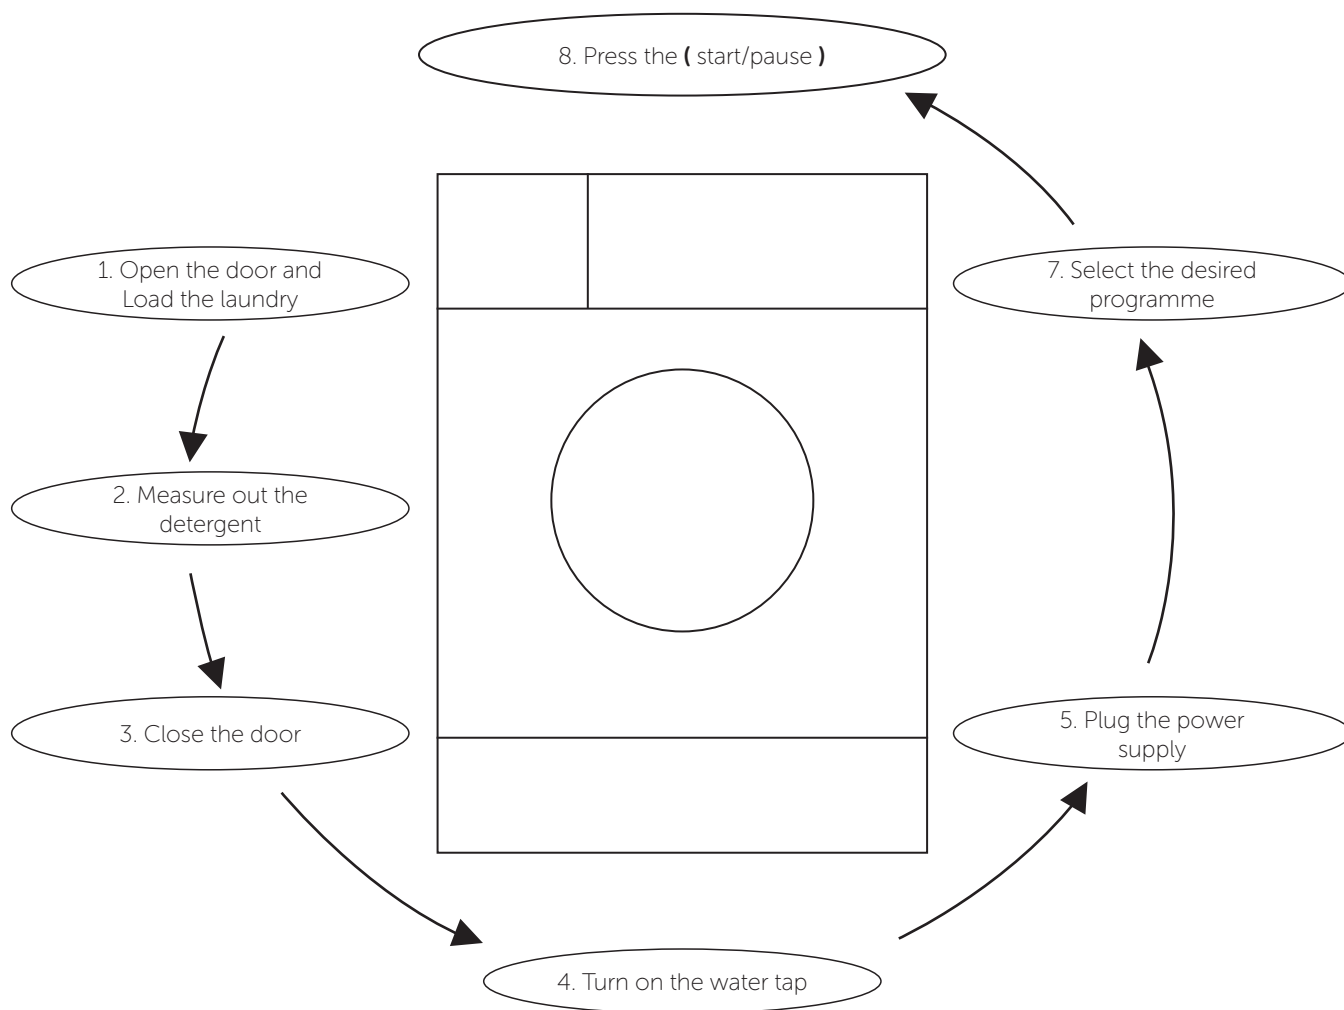 8. Press the ( start/pause )
1. Open the door and
Load the laundry
7. Select the desired
programme
2. Measure out the
detergent
3. Close the door
5. Plug the power
supply
4. Turn on the water tap